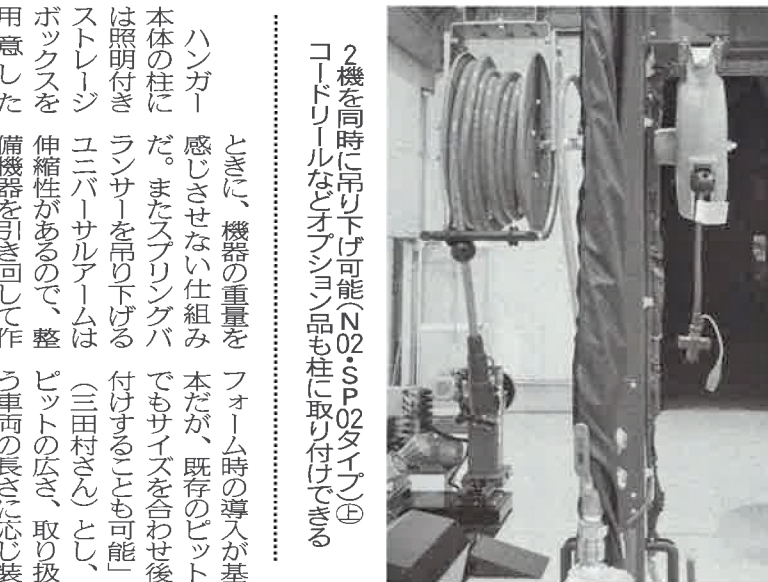 2機を同時に吊り下げ可能(N02・SP02タイプ)㊤
コードリールなどオプション品も柱に取り付けできる
ハンガー
本体の柱に
は照明付き
ストレージ
ボックスを
用意した
ときに、機器の重量を
感じさせない仕組み
だ。またスプリングバ
ランサーを吊り下げる
ユニバーサルアームは
伸縮性があるので、整
備機器を引き回して作
フォーム時の導入が基
本だが、既存のピット
でもサイズを合わせ後
付けすることも可能」
(三田村さん)とし、
ピットの広さ、取り扱
う車両の長さに応じ装